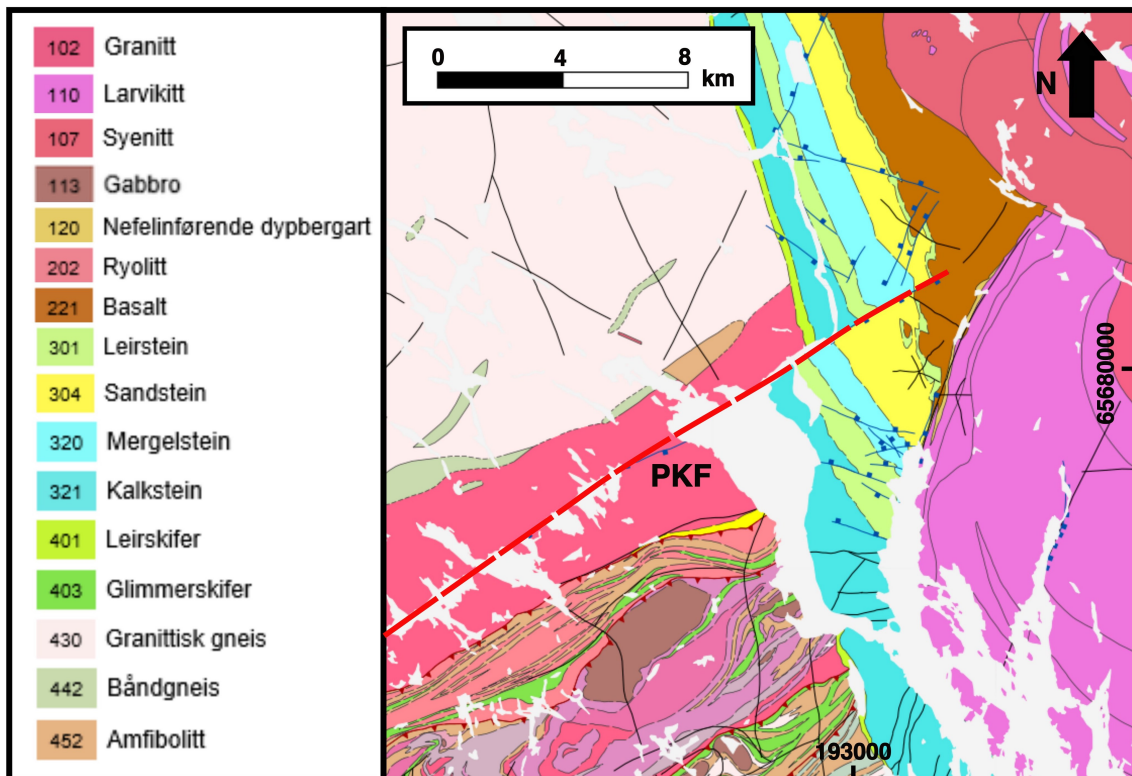 102 Granitt
110 Larvikitt
107 Syenitt
113 Gabbro
120 Nefelinførende dypbergart
202 Ryolitt
221 Basalt
301 Leirstein
304 Sandstein
320 Mergelstein
321 Kalkstein
401 Leirskifer
403 Glimmerskifer
430 Granittisk gneis
442 Båndgneis
452 Amfibolitt
0 4 8
km
N
65680000
PKF
193000